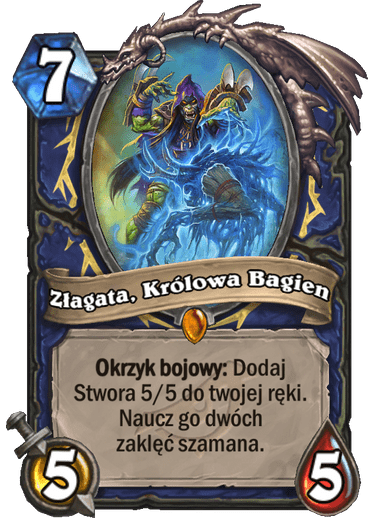 7
Złagata, Królowa Bagien
Okrzyk bojowy: Dodaj
Stwora 5/5 do twojej ręki.
Naucz go dwóch
zaklęć szamana.
5
5